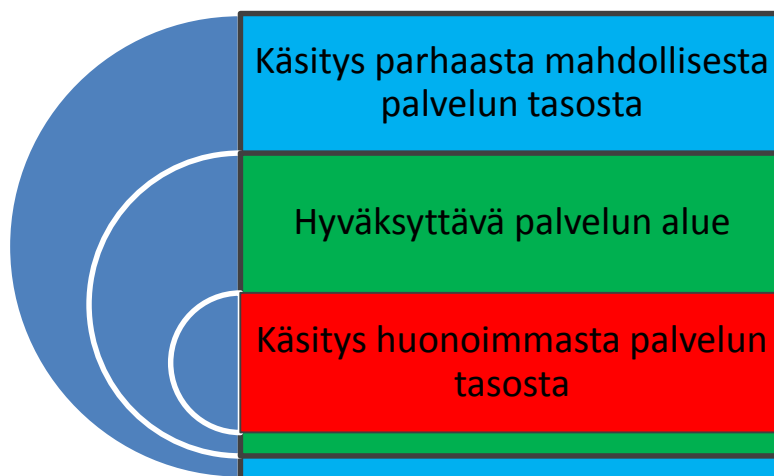 Käsitys parhaasta mahdollisesta
palvelun tasosta
Hyväksyttävä palvelun alue
Käsitys huonoimmasta palvelun
tasosta